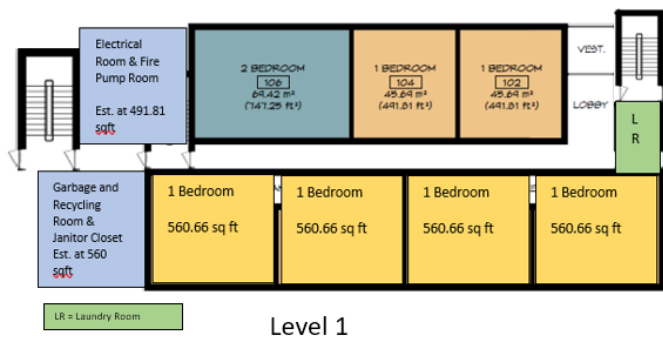 Electrical
Room & Fire
Pump Room
Est. at 491.81
sqft
2 BEDROOM
106
69.42 m²
(747.25 ft²)
1 BEDROOM
104
45.69 m²
(491.81 ft²)
1 BEDROOM
102
45.69 m²
(491.81 ft²)
VEST.
LOBBY
L
R
Garbage and
Recycling
Room &
Janitor Closet
Est. at 560
sqft
1 Bedroom
560.66 sq ft
1 Bedroom
560.66 sq ft
1 Bedroom
560.66 sq ft
1 Bedroom
560.66 sq ft
LR = Laundry Room
Level 1